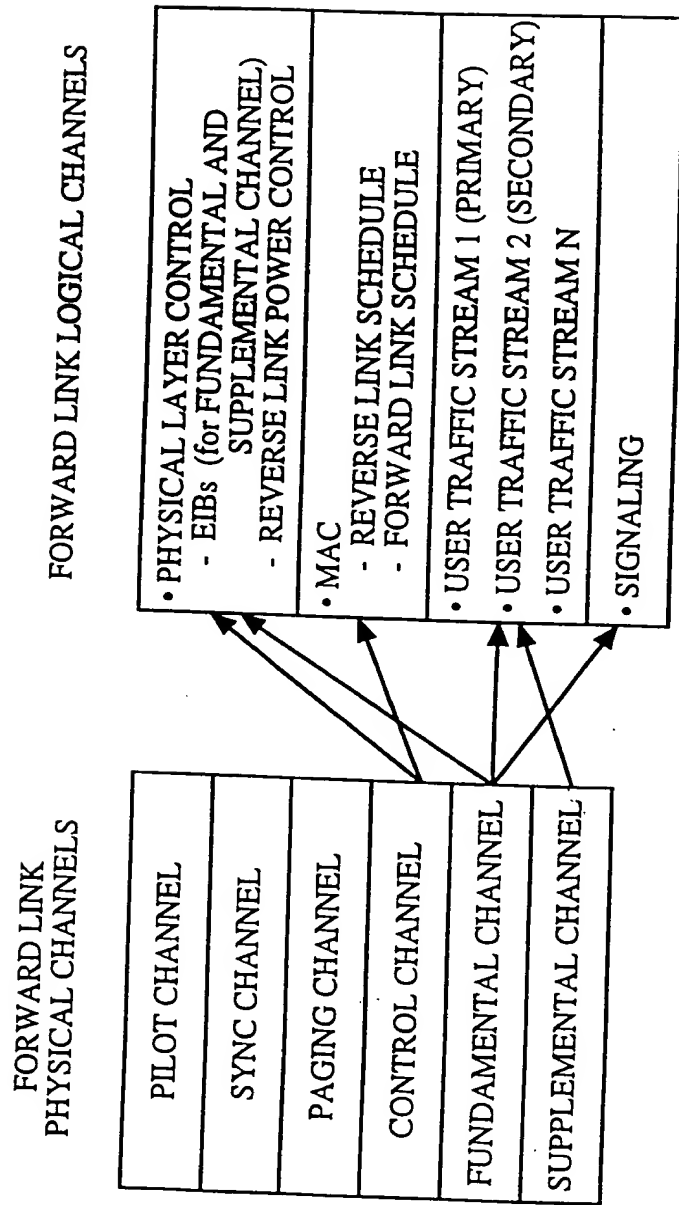 FORWARD LINK
PHYSICAL CHANNELS
PILOT CHANNEL
SYNC CHANNEL
PAGING CHANNEL
CONTROL CHANNEL
FUNDAMENTAL CHANNEL
SUPPLEMENTAL CHANNEL
FORWARD LINK LOGICAL CHANNELS
• PHYSICAL LAYER CONTROL
- EIBs (for FUNDAMENTAL AND
SUPPLEMENTAL CHANNEL)
- REVERSE LINK POWER CONTROL
• MAC
- REVERSE LINK SCHEDULE
- FORWARD LINK SCHEDULE
• USER TRAFFIC STREAM 1 (PRIMARY)
• USER TRAFFIC STREAM 2 (SECONDARY)
• USER TRAFFIC STREAM N
• SIGNALING